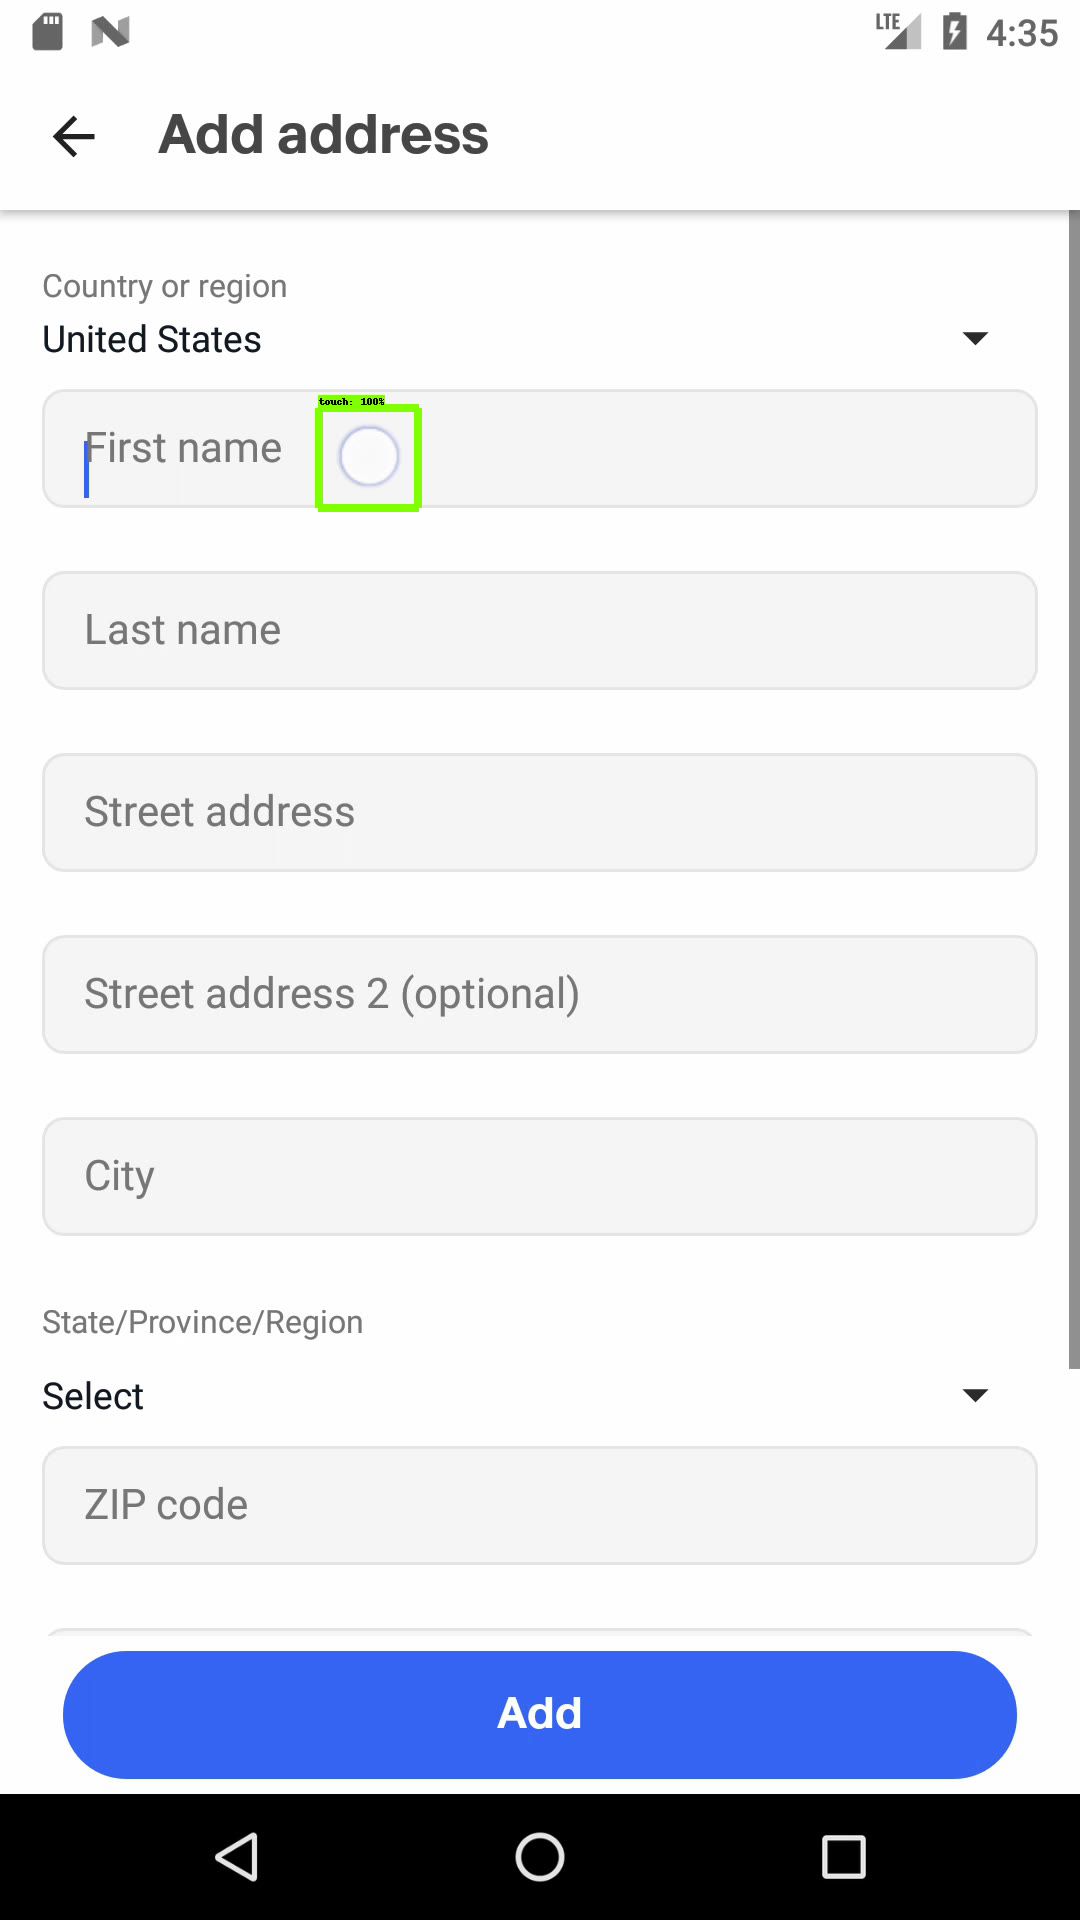 LTE 4:35
Add address
Country or region
United States
touch: 100%
First name
Last name
Street address
Street address 2 (optional)
City
State/Province/Region
Select
ZIP code
Add